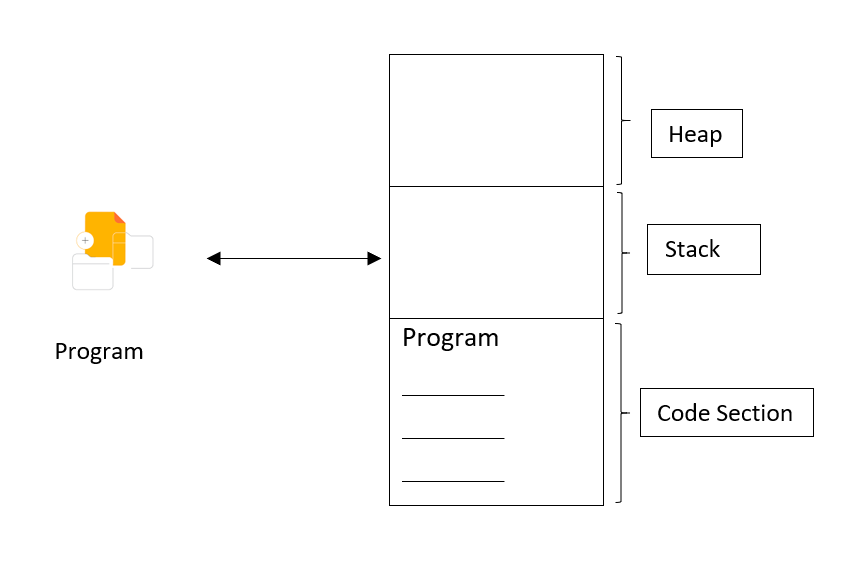 Heap
Stack
Program
Program
Code Section